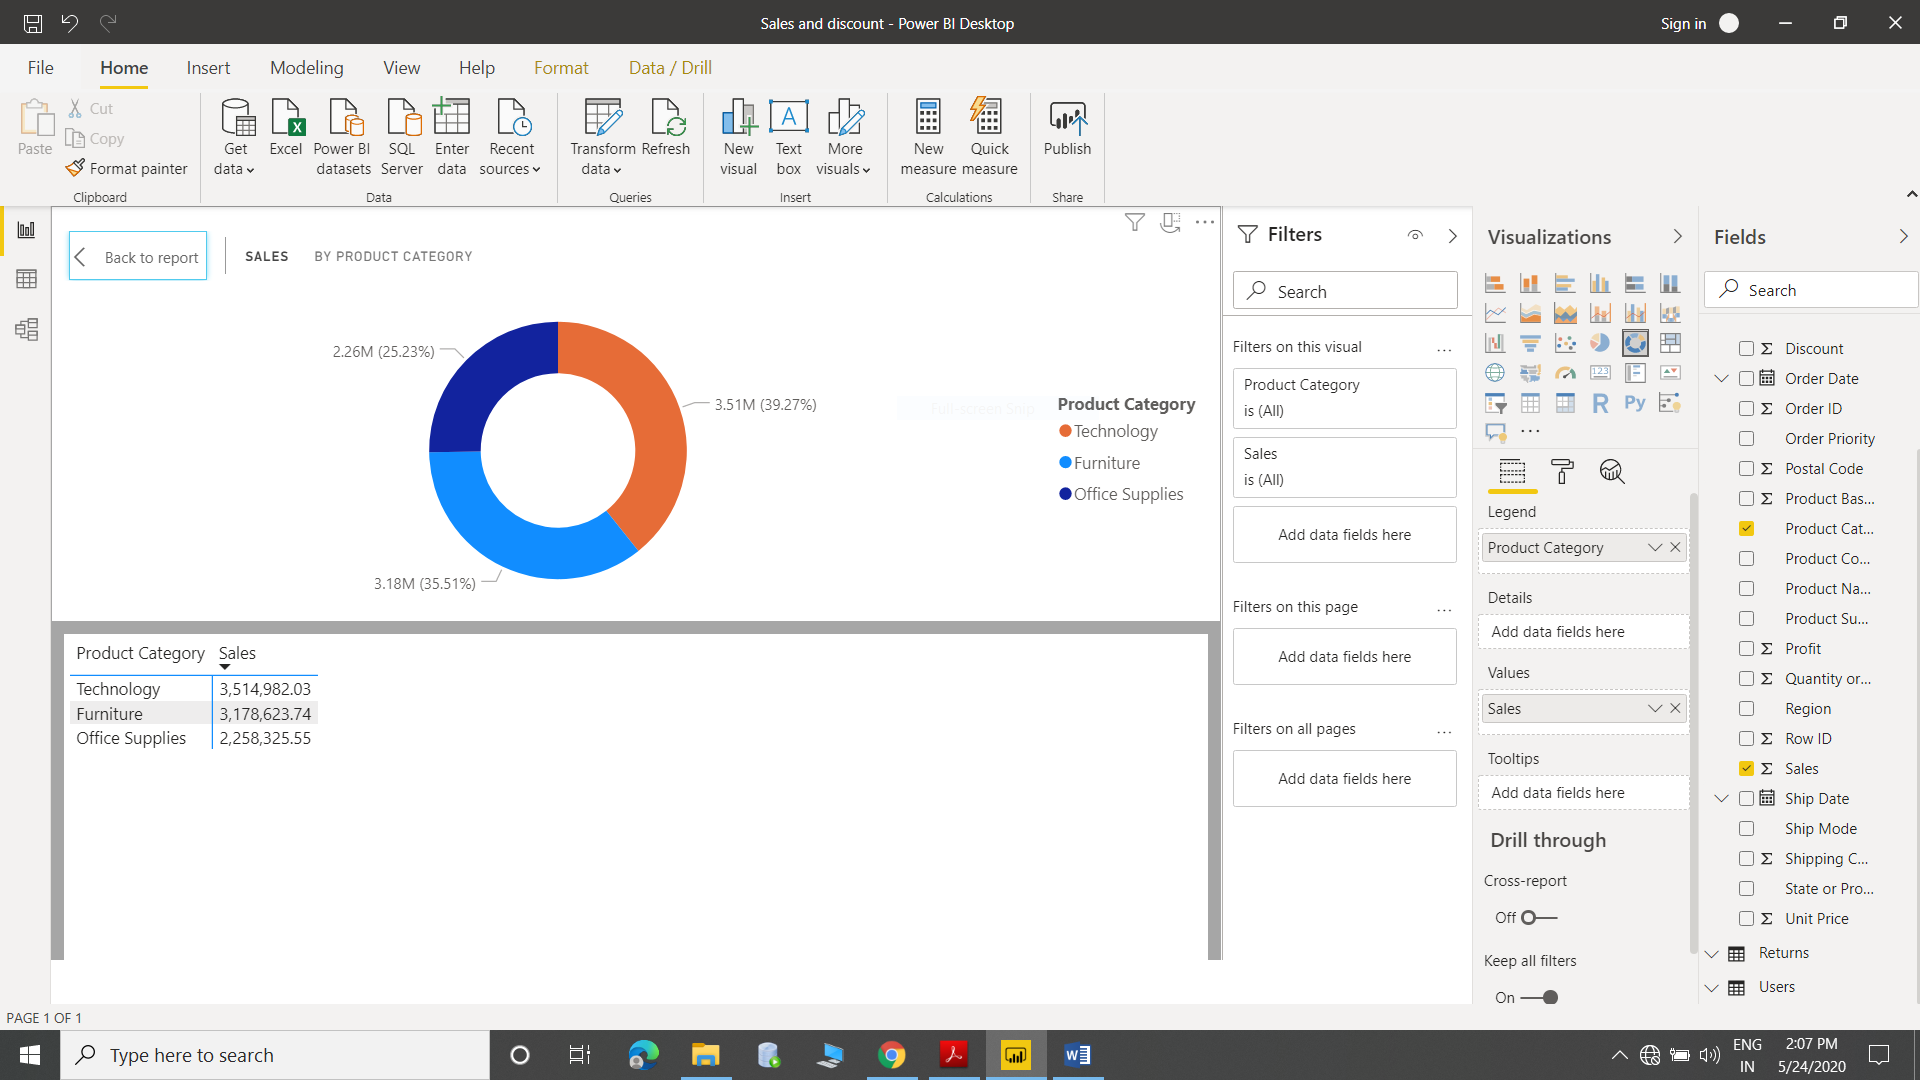 Sales and discount - Power BI Desktop
Sign in
File Home Insert Modeling View Help Format Data / Drill
Paste
Cut
Copy
Format painter
Clipboard
Get data
Excel
Power BI datasets
SQL Server
Enter data
Recent sources
Data
Transform data
Refresh
Queries
New visual
Text box
More visuals
Insert
New measure
Quick measure
Calculations
Publish
Share
Back to report
SALES BY PRODUCT CATEGORY
2.26M (25.23%)
3.51M (39.27%)
3.18M (35.51%)
Full-screen Snip
Product Category
Technology
Furniture
Office Supplies
Product Category Sales
Technology 3,514,982.03
Furniture 3,178,623.74
Office Supplies 2,258,325.55
Filters
Search
Filters on this visual
...
Product Category
is (All)
Sales
is (All)
Add data fields here
Filters on this page
...
Add data fields here
Filters on all pages
...
Add data fields here
Visualizations
123
R
Py
...
Legend
Product Category
Details
Add data fields here
Values
Sales
Tooltips
Add data fields here
Drill through
Cross-report
Off
Keep all filters
On
Fields
Search
Σ Discount
Order Date
Σ Order ID
Order Priority
Σ Postal Code
Σ Product Bas...
Product Cat...
Product Co...
Product Na...
Product Su...
Σ Profit
Σ Quantity or...
Region
Σ Row ID
Σ Sales
Ship Date
Ship Mode
Σ Shipping C...
State or Pro...
Σ Unit Price
Returns
Users
PAGE 1 OF 1
Type here to search
ENG
IN
2:07 PM
5/24/2020